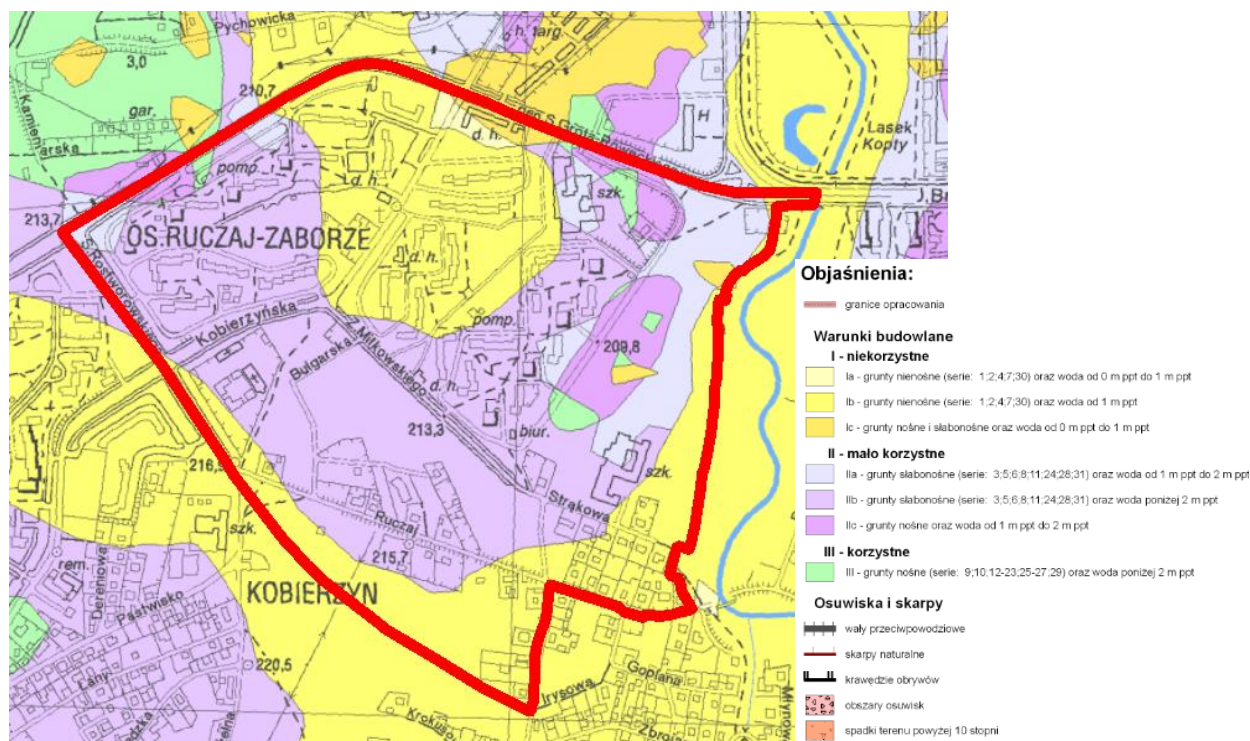 Pychowicka
h. targ.
3,0
Kamieni
gar.
210,7
arska
d. h.
H
Lasek
Kopty
pomp.
d. h.
szk.
J.Br
213,7
OS.RUCZAJ-ZABORZE
d. h.
Objaśnienia:
granice opracowania
Kobierzyńska
pomp.
Z.Miłkowskiego
Bułgarska
209,8
d. h.
Warunki budowlane
I - niekorzystne
Ia - grunty nienośne (serie: 1;2;4;7;30) oraz woda od 0 m ppt do 1 m ppt
Ib - grunty nienośne (serie: 1;2;4;7;30) oraz woda od 1 m ppt
Ic - grunty nośne i słabonośne oraz woda od 0 m ppt do 1 m ppt
213,3
biur.
II - mało korzystne
IIa - grunty słabonośne (serie: 3;5;6;8;11;24;28;31) oraz woda od 1 m ppt do 2 m ppt
IIb - grunty słabonośne (serie: 3;5;6;8;11;24;28;31) oraz woda poniżej 2 m ppt
IIc - grunty nośne oraz woda od 1 m ppt do 2 m ppt
216,5
szk.
Strąkowa
szk.
Ruczaj
215,7
III - korzystne
III - grunty nośne (serie: 9;10;12-23;25-27;29) oraz woda poniżej 2 m ppt
rem.
Dereniowa
KOBIERZYN
Pastwisko
Osuwiska i skarpy
wały przeciwpowodziowe
skarpy naturalne
krawędzie obrywów
obszary osuwisk
spadki terenu powyżej 10 stopni
220,5
Łany
Goplana
Irysowa
Młynów
Krokuso
Zbroj